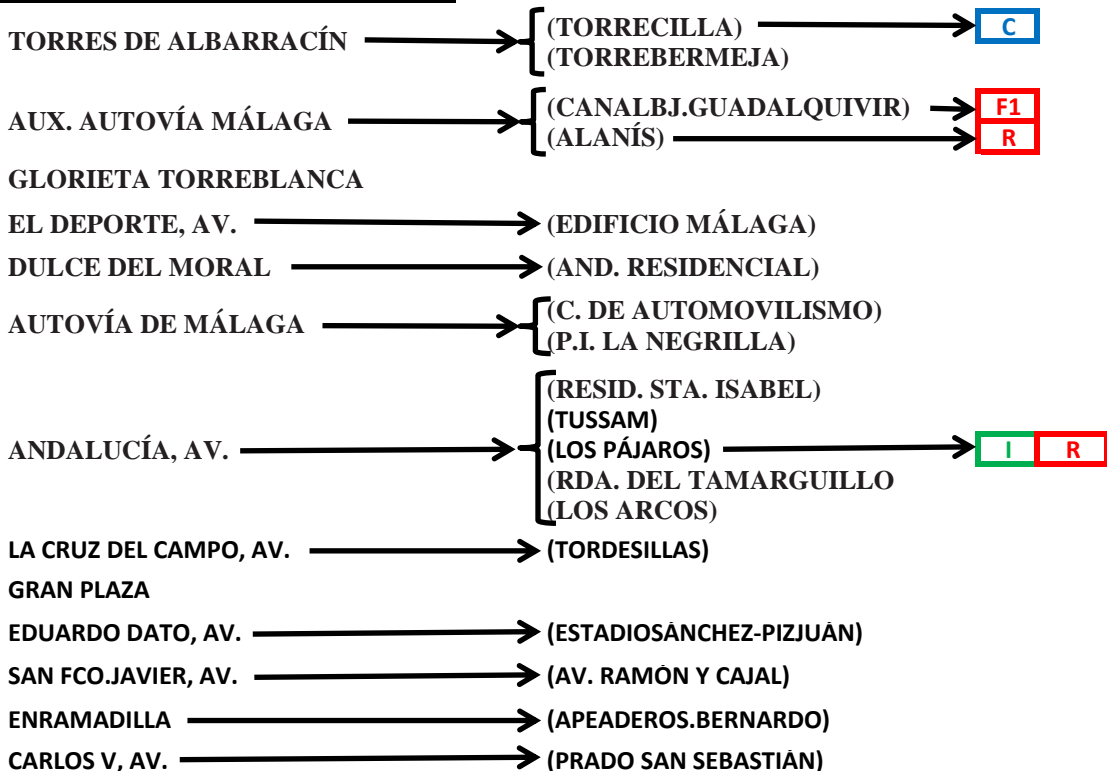 TORRES DE ALBARRACÍN (TORRECILLA) C
(TORREBERMEJA)
AUX. AUTOVÍA MÁLAGA (CANALBJ.GUADALQUIVIR) F1
(ALANÍS) R
GLORIETA TORREBLANCA
EL DEPORTE, AV. (EDIFICIO MÁLAGA)
DULCE DEL MORAL (AND. RESIDENCIAL)
AUTOVÍA DE MÁLAGA (C. DE AUTOMOVILISMO)
(P.I. LA NEGRILLA)
(RESID. STA. ISABEL)
(TUSSAM)
ANDALUCÍA, AV. (LOS PÁJAROS) I R
(RDA. DEL TAMARGUILLO
(LOS ARCOS)
LA CRUZ DEL CAMPO, AV. (TORDESILLAS)
GRAN PLAZA
EDUARDO DATO, AV. (ESTADIOSÁNCHEZ-PIZJUÁN)
SAN FCO.JAVIER, AV. (AV. RAMÓN Y CAJAL)
ENRAMADILLA (APEADEROS.BERNARDO)
CARLOS V, AV. (PRADO SAN SEBASTIÁN)